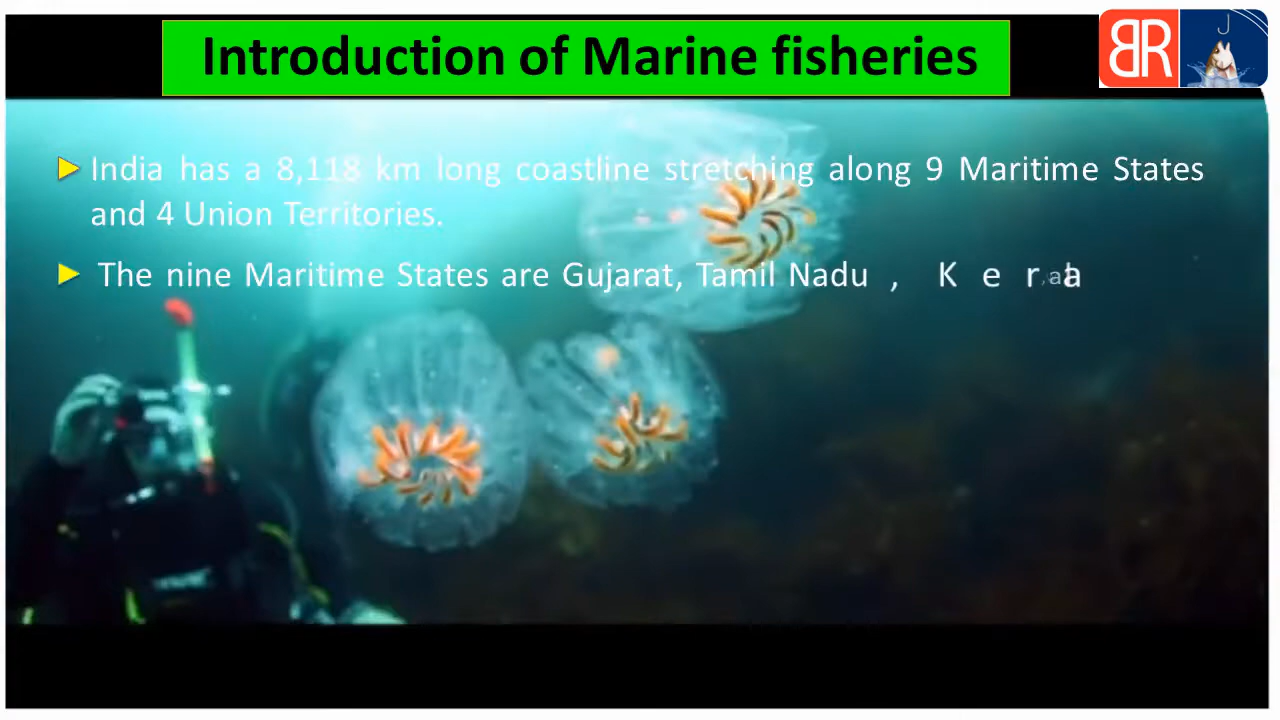 Introduction of Marine fisheries
BR
India has a 8,118 km long coastline stretching along 9 Maritime States
and 4 Union Territories.
The nine Maritime States are Gujarat, Tamil Nadu ,